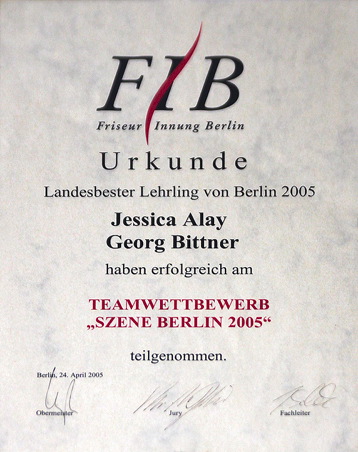 FIB
Friseur Innung Berlin
Urkunde
Landesbester Lehrling von Berlin 2005
Jessica Alay
Georg Bittner
haben erfolgreich am
TEAMWETTBEWERB
„SZENE BERLIN 2005“
teilgenommen.
Berlin, 24. April 2005
Obermeister Jury Fachleiter